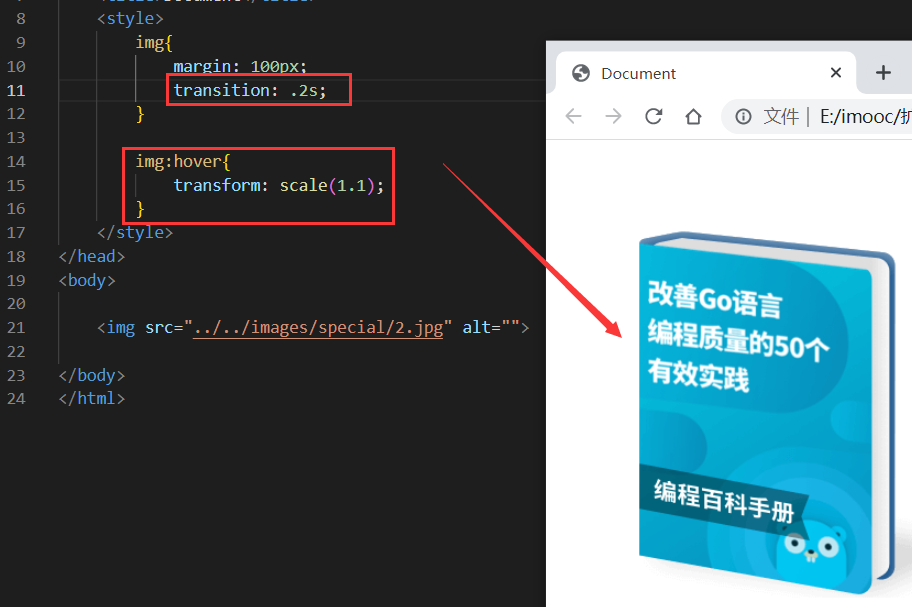 8 <style>
9 img{
10 margin: 100px;
11 transition: .2s;
12 }
13
14 img:hover{
15 transform: scale(1.1);
16 }
17 </style>
18 </head>
19 <body>
20
21 <img src="../../images/special/2.jpg" alt="">
22
23 </body>
24 </html>
Document
文件 E:/imooc/
改善Go语言
编程质量的50个
有效实践
编程百科手册